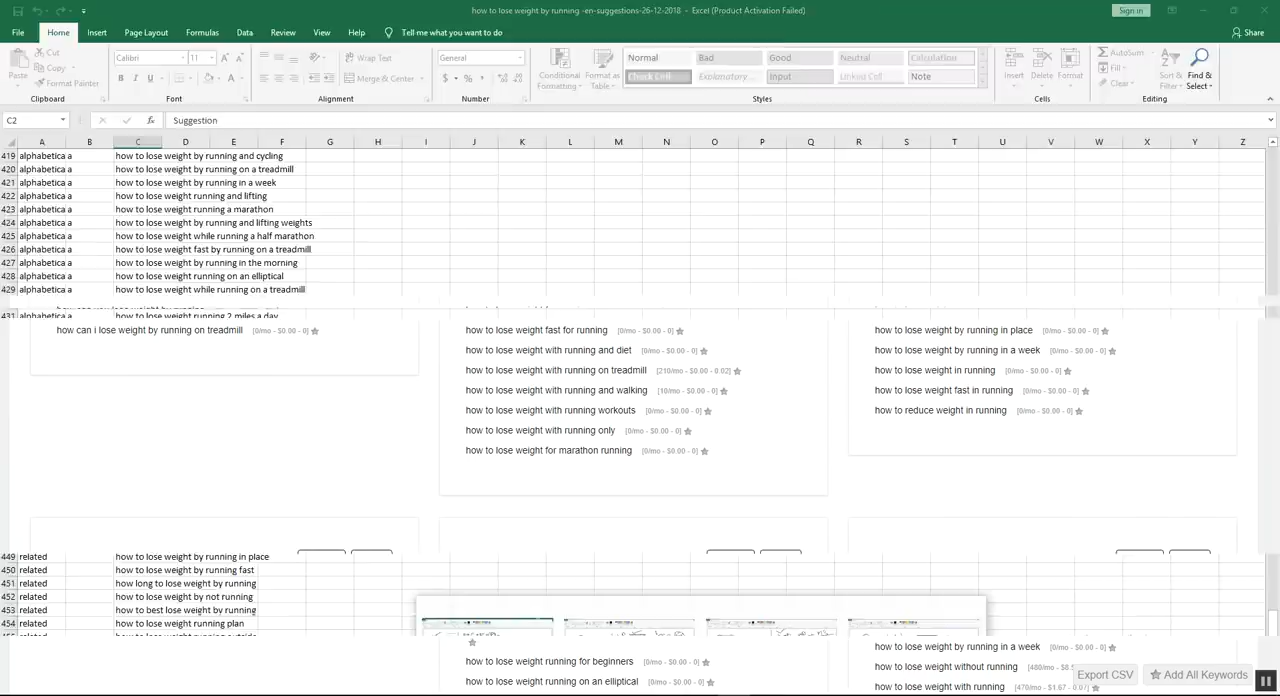 how to lose weight by running -en-suggestions-26-12-2018 - Excel (Product Activation Failed)
Sign in
File Home Insert Page Layout Formulas Data Review View Help Tell me what you want to do
Share
Paste Cut Copy Format Painter
Calibri 11
B I U
Wrap Text
Merge & Center
General
$ %
Conditional Formatting Format as Table
Normal Bad Good Neutral Calculation
Check Cell Explanatory... Input Linked Cell Note
Insert Delete Format
AutoSum Fill Clear
Sort & Filter Find & Select
Clipboard Font Alignment Number Styles Cells Editing
C2 fx Suggestion
A B C D E F G H I J K L M N O P Q R S T U V W X Y Z
419 alphabetica a how to lose weight by running and cycling
420 alphabetica a how to lose weight by running on a treadmill
421 alphabetica a how to lose weight by running in a week
422 alphabetica a how to lose weight running and lifting
423 alphabetica a how to lose weight running a marathon
424 alphabetica a how to lose weight by running and lifting weights
425 alphabetica a how to lose weight while running a half marathon
426 alphabetica a how to lose weight fast by running on a treadmill
427 alphabetica a how to lose weight by running in the morning
428 alphabetica a how to lose weight running on an elliptical
429 alphabetica a how to lose weight while running on a treadmill
431 alphabetica a how to lose weight running 2 miles a day
how can i lose weight by running on treadmill [0/mo - $0.00 - 0]
how to lose weight fast for running [0/mo - $0.00 - 0]
how to lose weight with running and diet [0/mo - $0.00 - 0]
how to lose weight with running on treadmill [210/mo - $0.00 - 0.02]
how to lose weight with running and walking [10/mo - $0.00 - 0]
how to lose weight with running workouts [0/mo - $0.00 - 0]
how to lose weight with running only [0/mo - $0.00 - 0]
how to lose weight for marathon running [0/mo - $0.00 - 0]
how to lose weight by running in place [0/mo - $0.00 - 0]
how to lose weight by running in a week [0/mo - $0.00 - 0]
how to lose weight in running [0/mo - $0.00 - 0]
how to lose weight fast in running [0/mo - $0.00 - 0]
how to reduce weight in running [0/mo - $0.00 - 0]
449 related how to lose weight by running in place
450 related how to lose weight by running fast
451 related how long to lose weight by running
452 related how to lose weight by not running
453 related how to best lose weight by running
454 related how to lose weight running plan
how to lose weight running for beginners [0/mo - $0.00 - 0]
how to lose weight running on an elliptical [0/mo - $0.00 - 0]
how to lose weight by running in a week [0/mo - $0.00 - 0]
how to lose weight without running [480/mo -
how to lose weight with running [470/mo - $1.67 - 0.07]
Export CSV
Add All Keywords